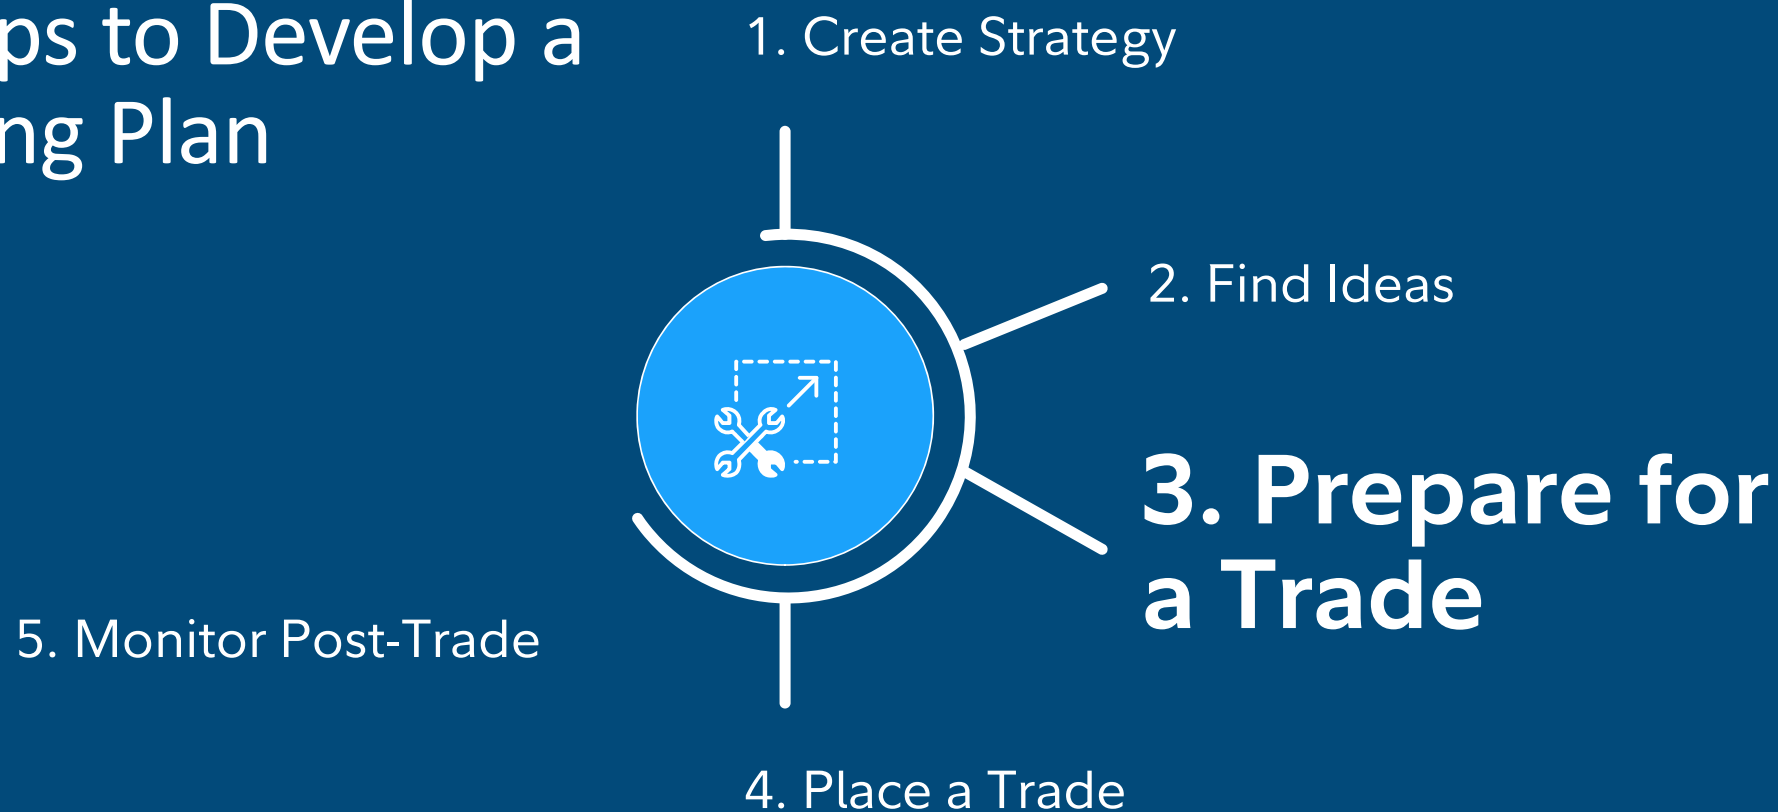 ps to Develop a
ng Plan
1. Create Strategy
2. Find Ideas
3. Prepare for
a Trade
4. Place a Trade
5. Monitor Post-Trade